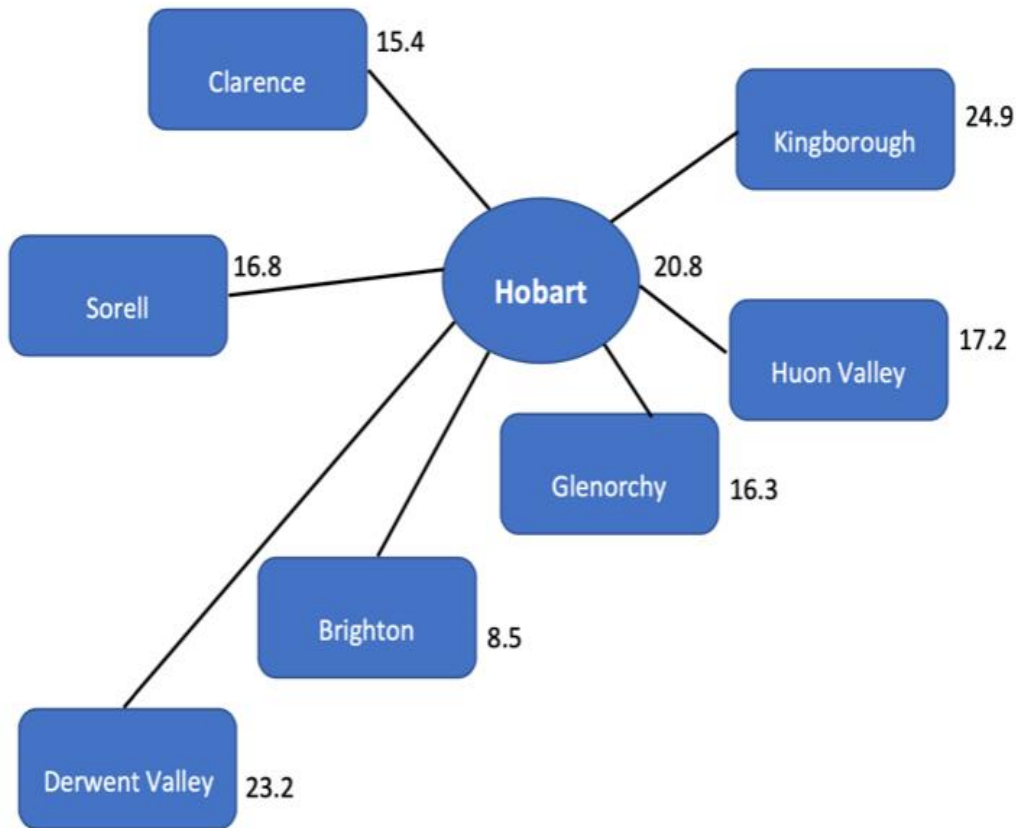 15.4
Clarence
24.9
Kingborough
16.8
Sorell
20.8
Hobart
17.2
Huon Valley
Glenorchy
16.3
Brighton
8.5
Derwent Valley
23.2